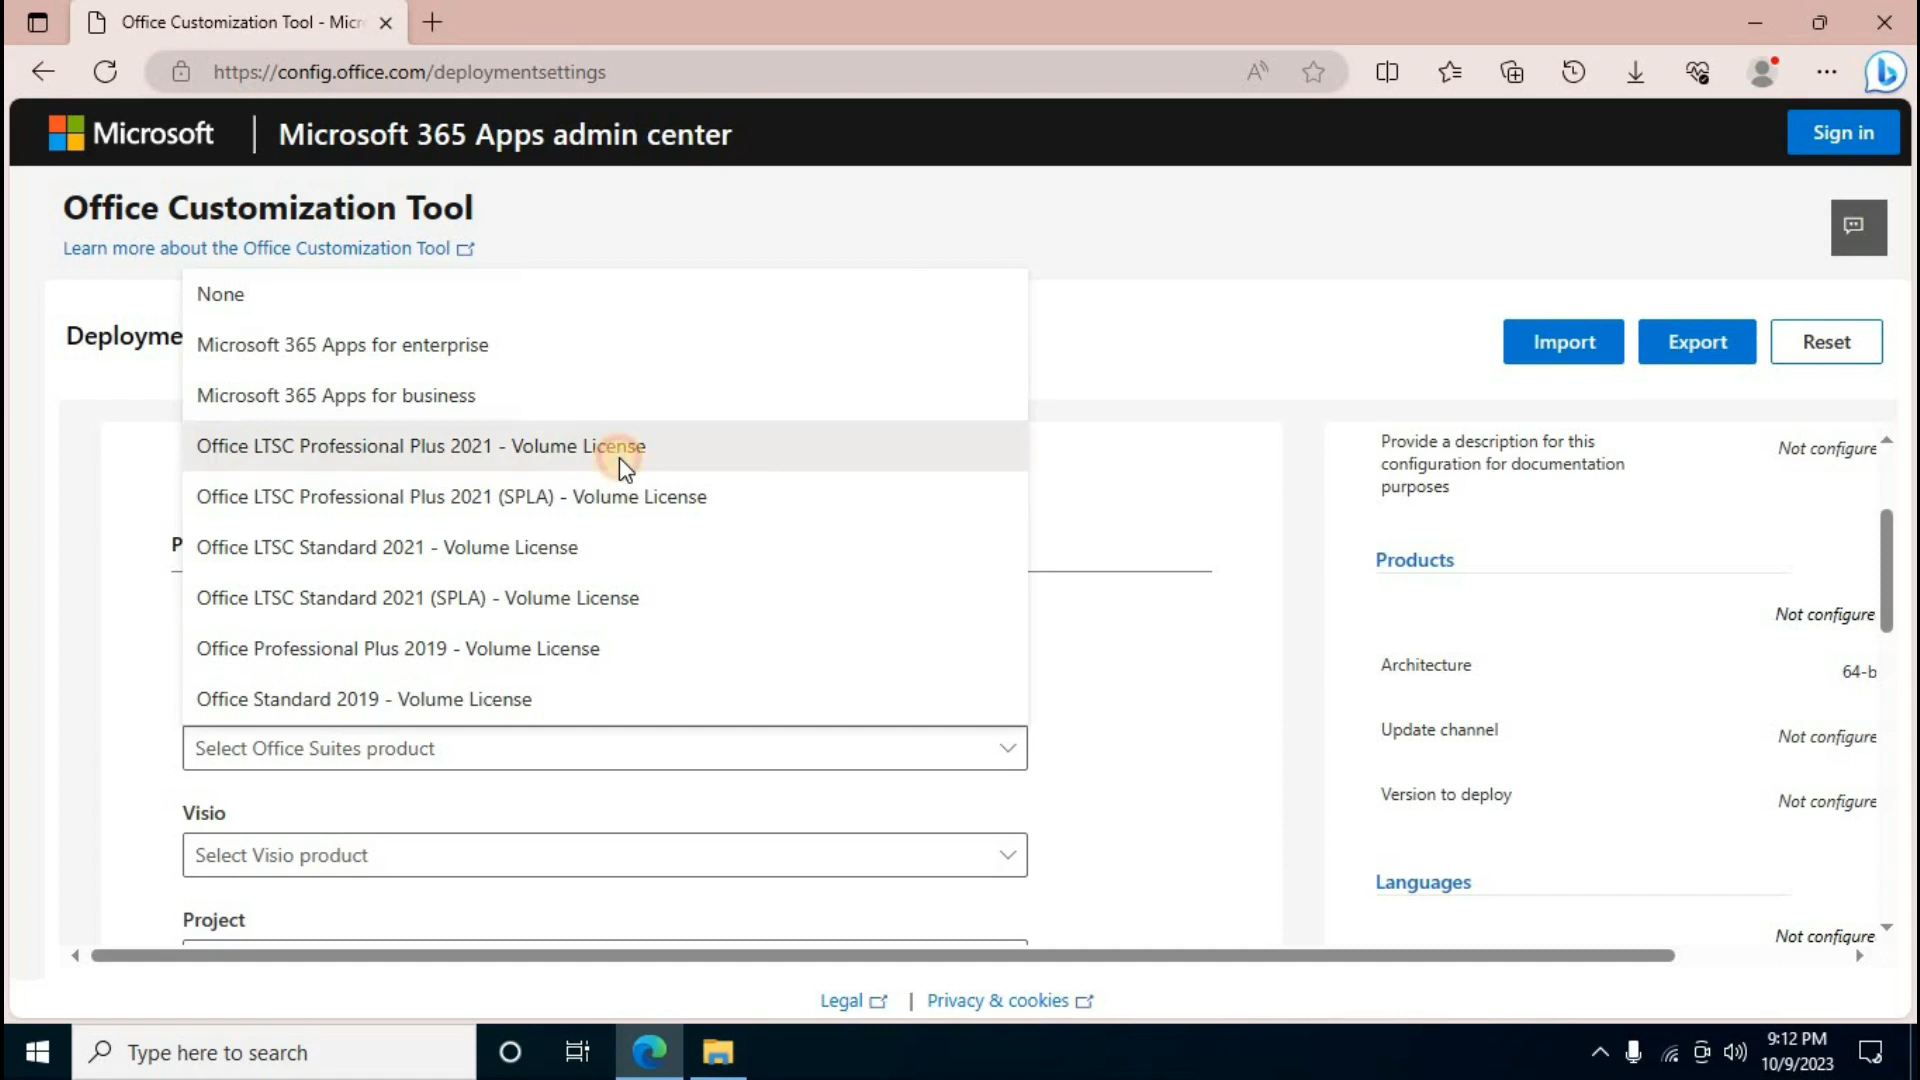 Office Customization Tool - Micr
https://config.office.com/deploymentsettings
Microsoft
Microsoft 365 Apps admin center
Sign in
Office Customization Tool
Learn more about the Office Customization Tool
Deployme
Import
Export
Reset
None
Microsoft 365 Apps for enterprise
Microsoft 365 Apps for business
Office LTSC Professional Plus 2021 - Volume License
Office LTSC Professional Plus 2021 (SPLA) - Volume License
Office LTSC Standard 2021 - Volume License
Office LTSC Standard 2021 (SPLA) - Volume License
Office Professional Plus 2019 - Volume License
Office Standard 2019 - Volume License
P
Select Office Suites product
Visio
Select Visio product
Project
Provide a description for this
configuration for documentation
purposes
Not configure
Products
Not configure
Architecture
64-b
Update channel
Not configure
Version to deploy
Not configure
Languages
Not configure
Legal
|
Privacy & cookies
Type here to search
9:12 PM
10/9/2023